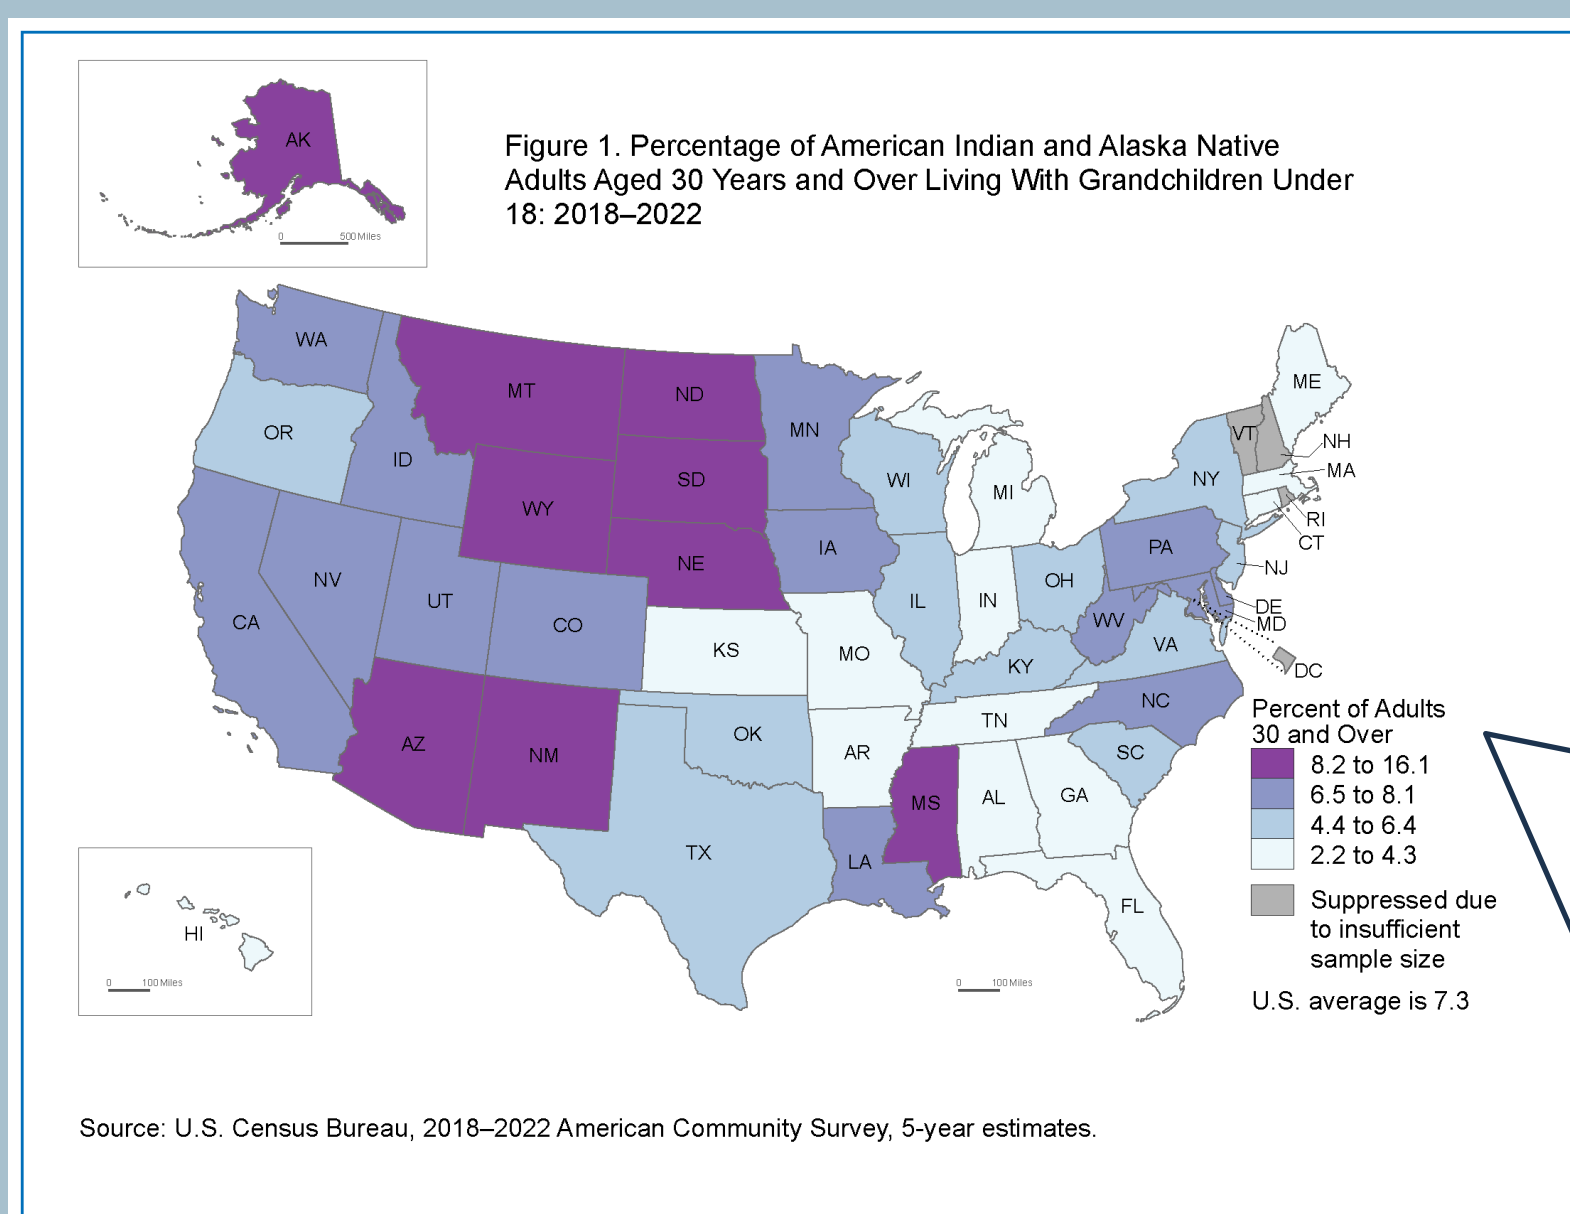 AK
0 500 Miles
Figure 1. Percentage of American Indian and Alaska Native
Adults Aged 30 Years and Over Living With Grandchildren Under
18: 2018–2022
WA
MT
ND
MN
OR
ID
SD
WY
WI
MI
NY
ME
VT
NH
MA
RI
CT
NE
IA
PA
NJ
NV
UT
CO
CA
IL
IN
OH
WV
DE
MD
VA
DC
KS
MO
KY
NC
TN
AZ
NM
OK
AR
SC
MS
AL
GA
TX
LA
FL
HI
0 100 Miles
0 100 Miles
Percent of Adults
30 and Over
8.2 to 16.1
6.5 to 8.1
4.4 to 6.4
2.2 to 4.3
Suppressed due
to insufficient
sample size
U.S. average is 7.3
Source: U.S. Census Bureau, 2018–2022 American Community Survey, 5-year estimates.